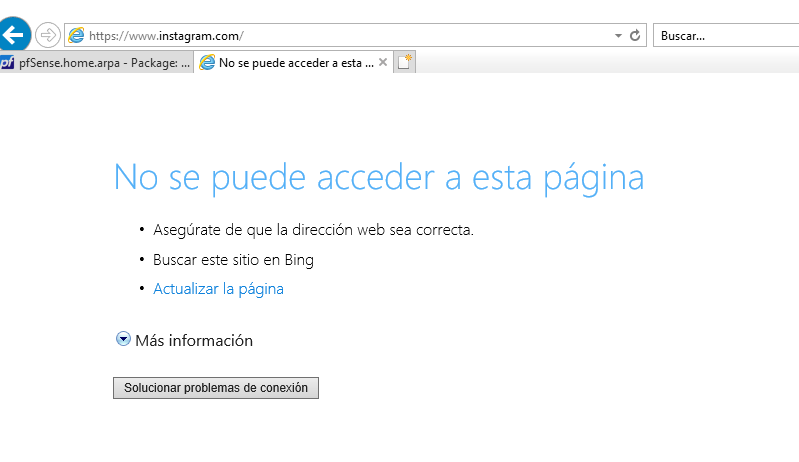 https://www.instagram.com/
Buscar...
pf pfSense.home.arpa - Package: ...
No se puede acceder a esta ...
No se puede acceder a esta página
• Asegúrate de que la dirección web sea correcta.
• Buscar este sitio en Bing
• Actualizar la página
Más información
Solucionar problemas de conexión